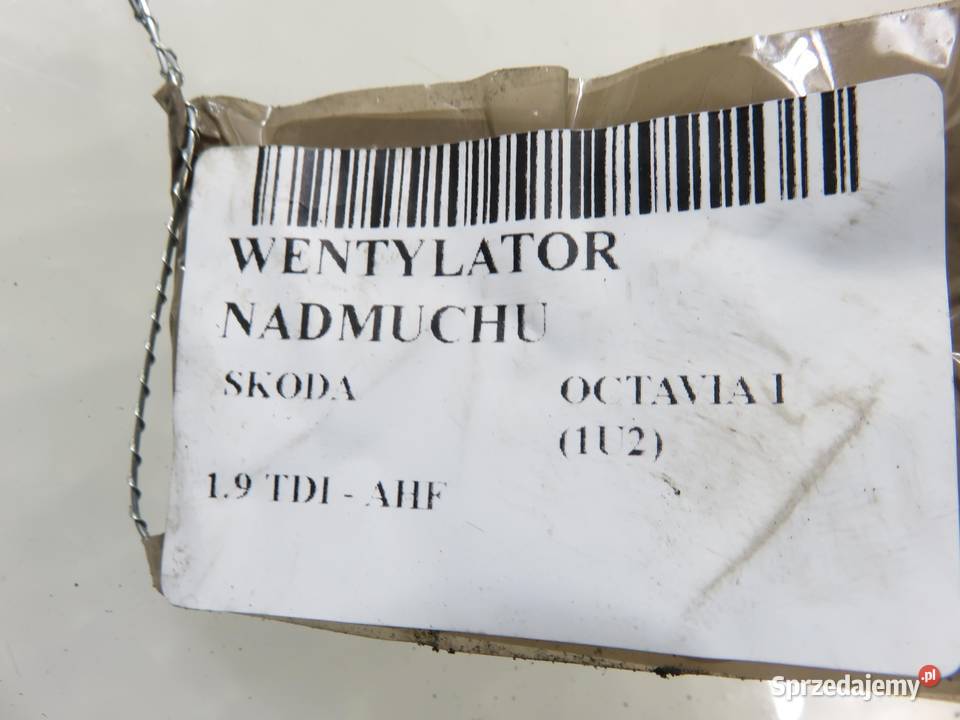 WENTYLATOR
NADMUCHU
SKODA OCTAVIA I
(1U2)
1.9 TDI - AHF
Sprzedajemy.pl